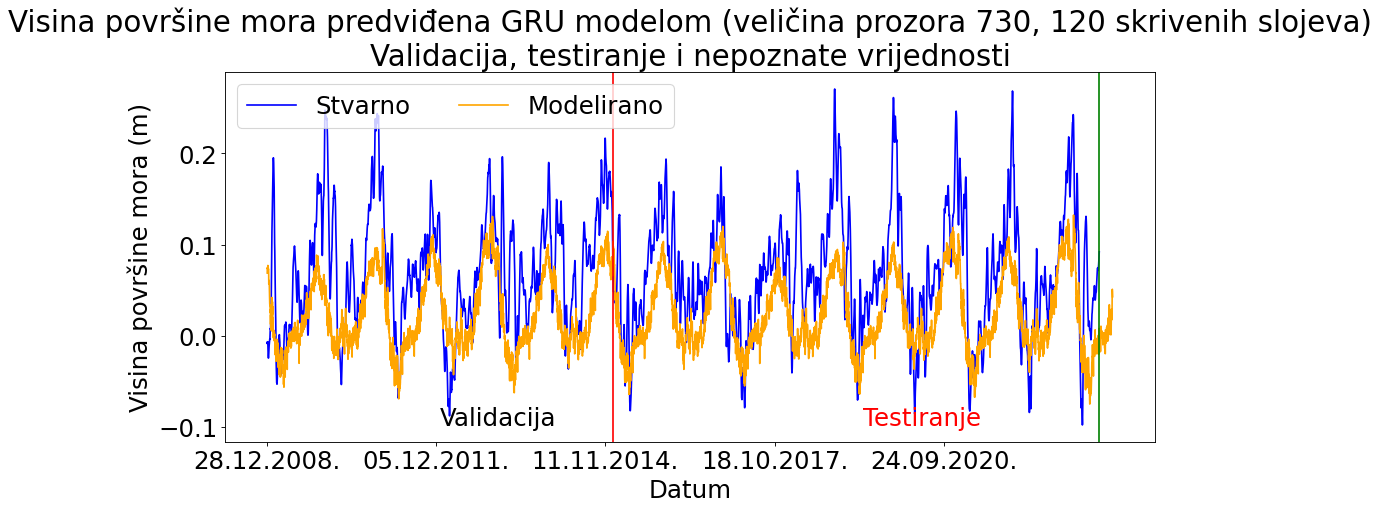 Visina površine mora predviđena GRU modelom (veličina prozora 730, 120 skrivenih slojeva)
Validacija, testiranje i nepoznate vrijednosti
Stvarno Modelirano
Visina površine mora (m)
0.2
0.1
0.0
−0.1
Validacija
Testiranje
28.12.2008. 05.12.2011. 11.11.2014. 18.10.2017. 24.09.2020.
Datum